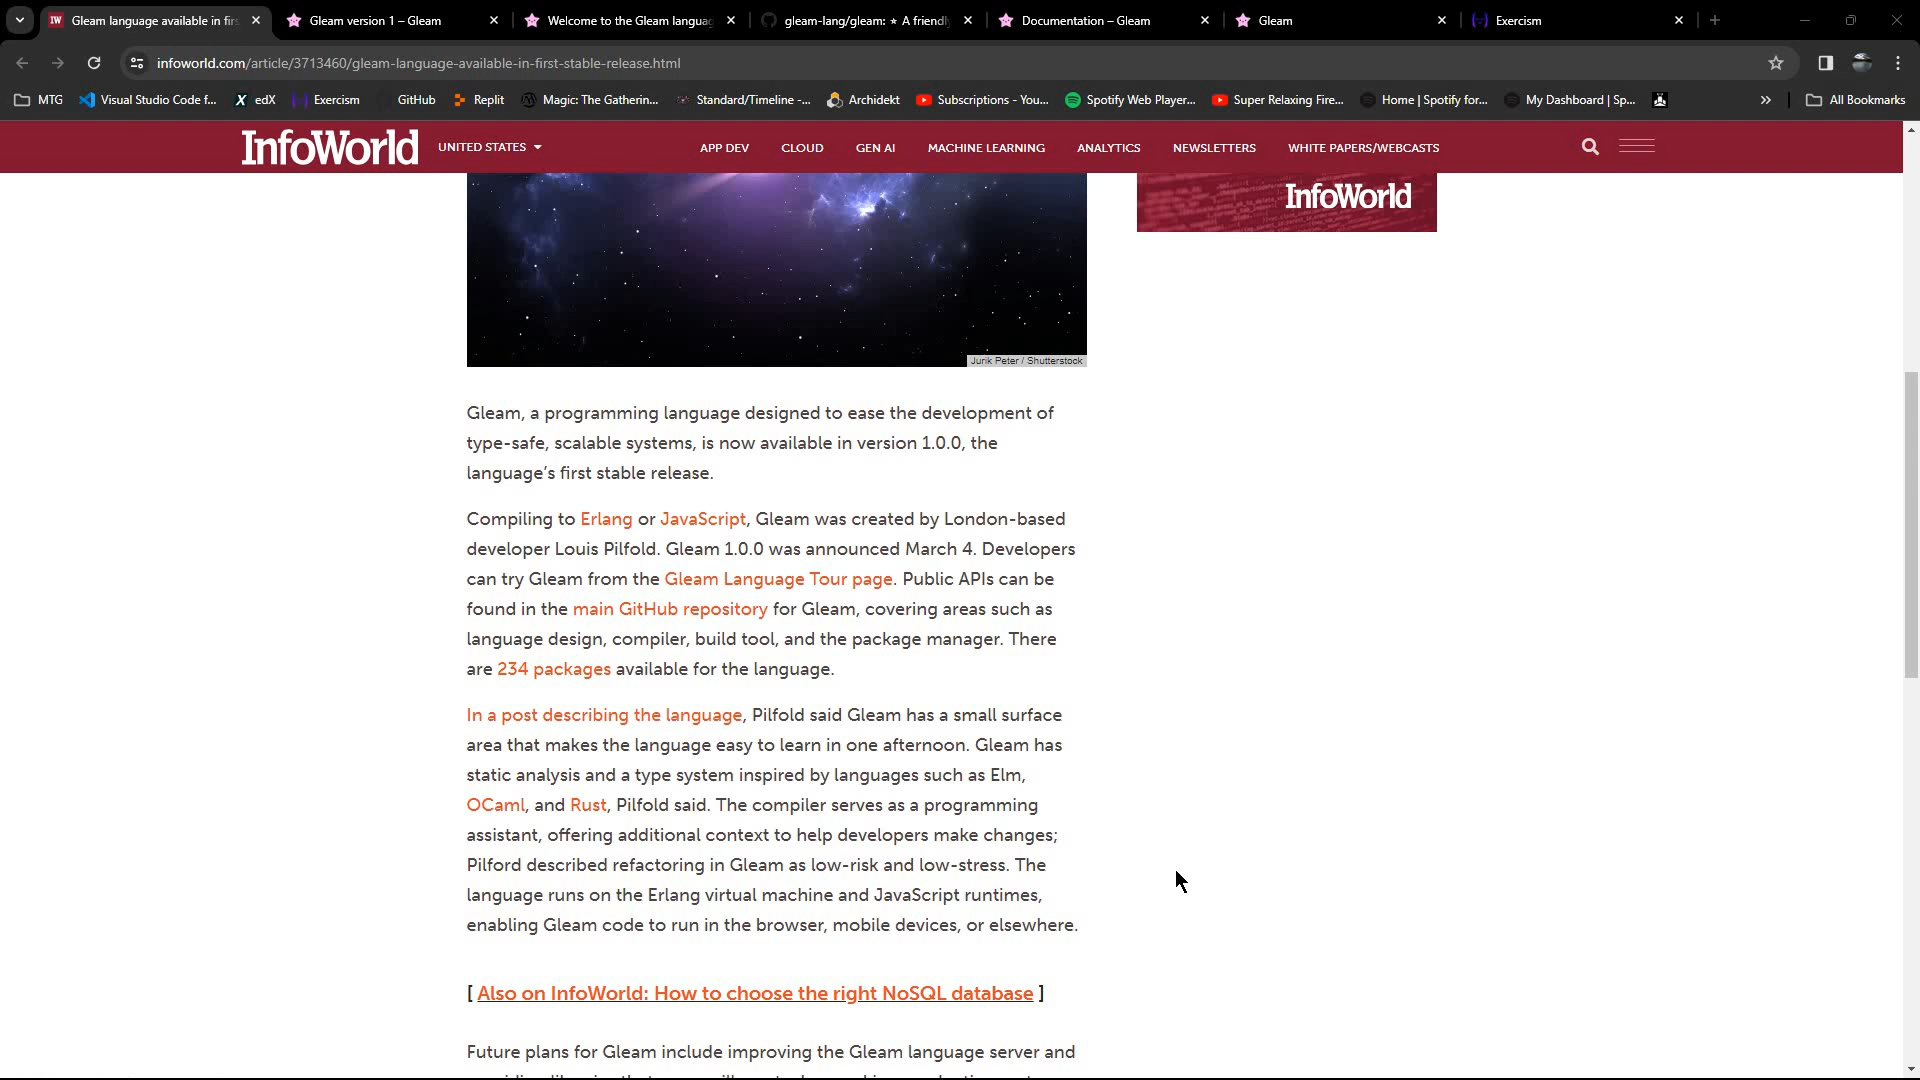 Gleam language available in firs
Gleam version 1 – Gleam
Welcome to the Gleam langua
gleam-lang/gleam: ⭐ A friendl
Documentation – Gleam
Gleam
Exercism
infoworld.com/article/3713460/gleam-language-available-in-first-stable-release.html
MTG
Visual Studio Code f...
edX
Exercism
GitHub
Replit
Magic: The Gatherin...
Standard/Timeline -...
Archidekt
Subscriptions - You...
Spotify Web Player...
Super Relaxing Fire...
Home | Spotify for...
My Dashboard | Sp...
All Bookmarks
InfoWorld
UNITED STATES
APP DEV
CLOUD
GEN AI
MACHINE LEARNING
ANALYTICS
NEWSLETTERS
WHITE PAPERS/WEBCASTS
InfoWorld
Jurik Peter / Shutterstock
Gleam, a programming language designed to ease the development of
type-safe, scalable systems, is now available in version 1.0.0, the
language's first stable release.
Compiling to Erlang or JavaScript, Gleam was created by London-based
developer Louis Pilfold. Gleam 1.0.0 was announced March 4. Developers
can try Gleam from the Gleam Language Tour page. Public APIs can be
found in the main GitHub repository for Gleam, covering areas such as
language design, compiler, build tool, and the package manager. There
are 234 packages available for the language.
In a post describing the language, Pilfold said Gleam has a small surface
area that makes the language easy to learn in one afternoon. Gleam has
static analysis and a type system inspired by languages such as Elm,
OCaml, and Rust, Pilfold said. The compiler serves as a programming
assistant, offering additional context to help developers make changes;
Pilford described refactoring in Gleam as low-risk and low-stress. The
language runs on the Erlang virtual machine and JavaScript runtimes,
enabling Gleam code to run in the browser, mobile devices, or elsewhere.
[ Also on InfoWorld: How to choose the right NoSQL database ]
Future plans for Gleam include improving the Gleam language server and